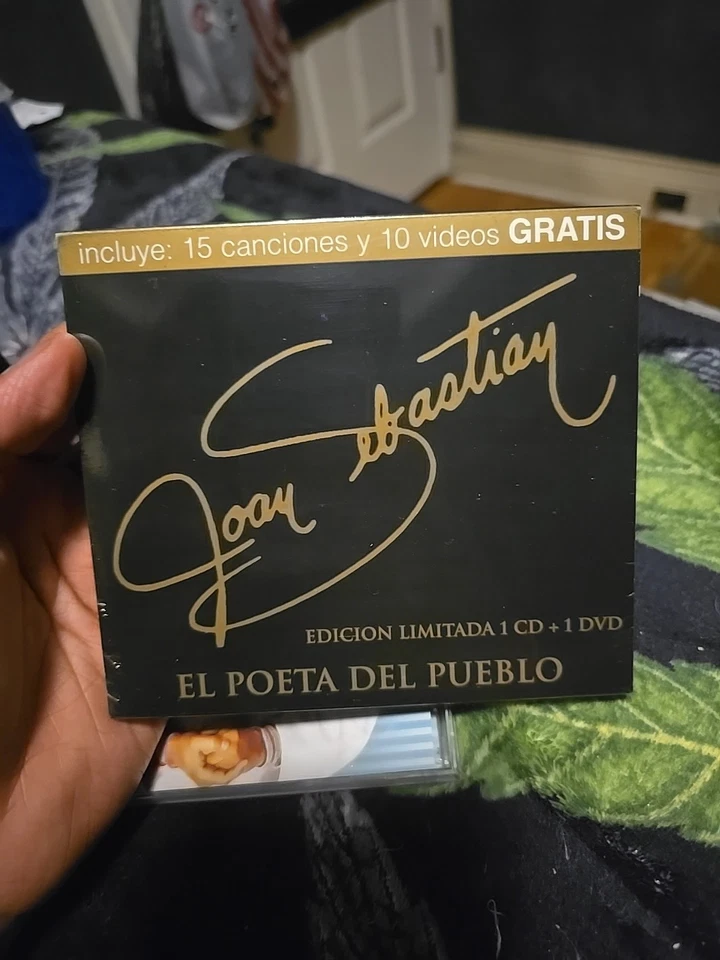 incluye: 15 canciones y 10 videos GRATIS
Joan Sebastian
EDICION LIMITADA 1 CD + 1 DVD
EL POETA DEL PUEBLO